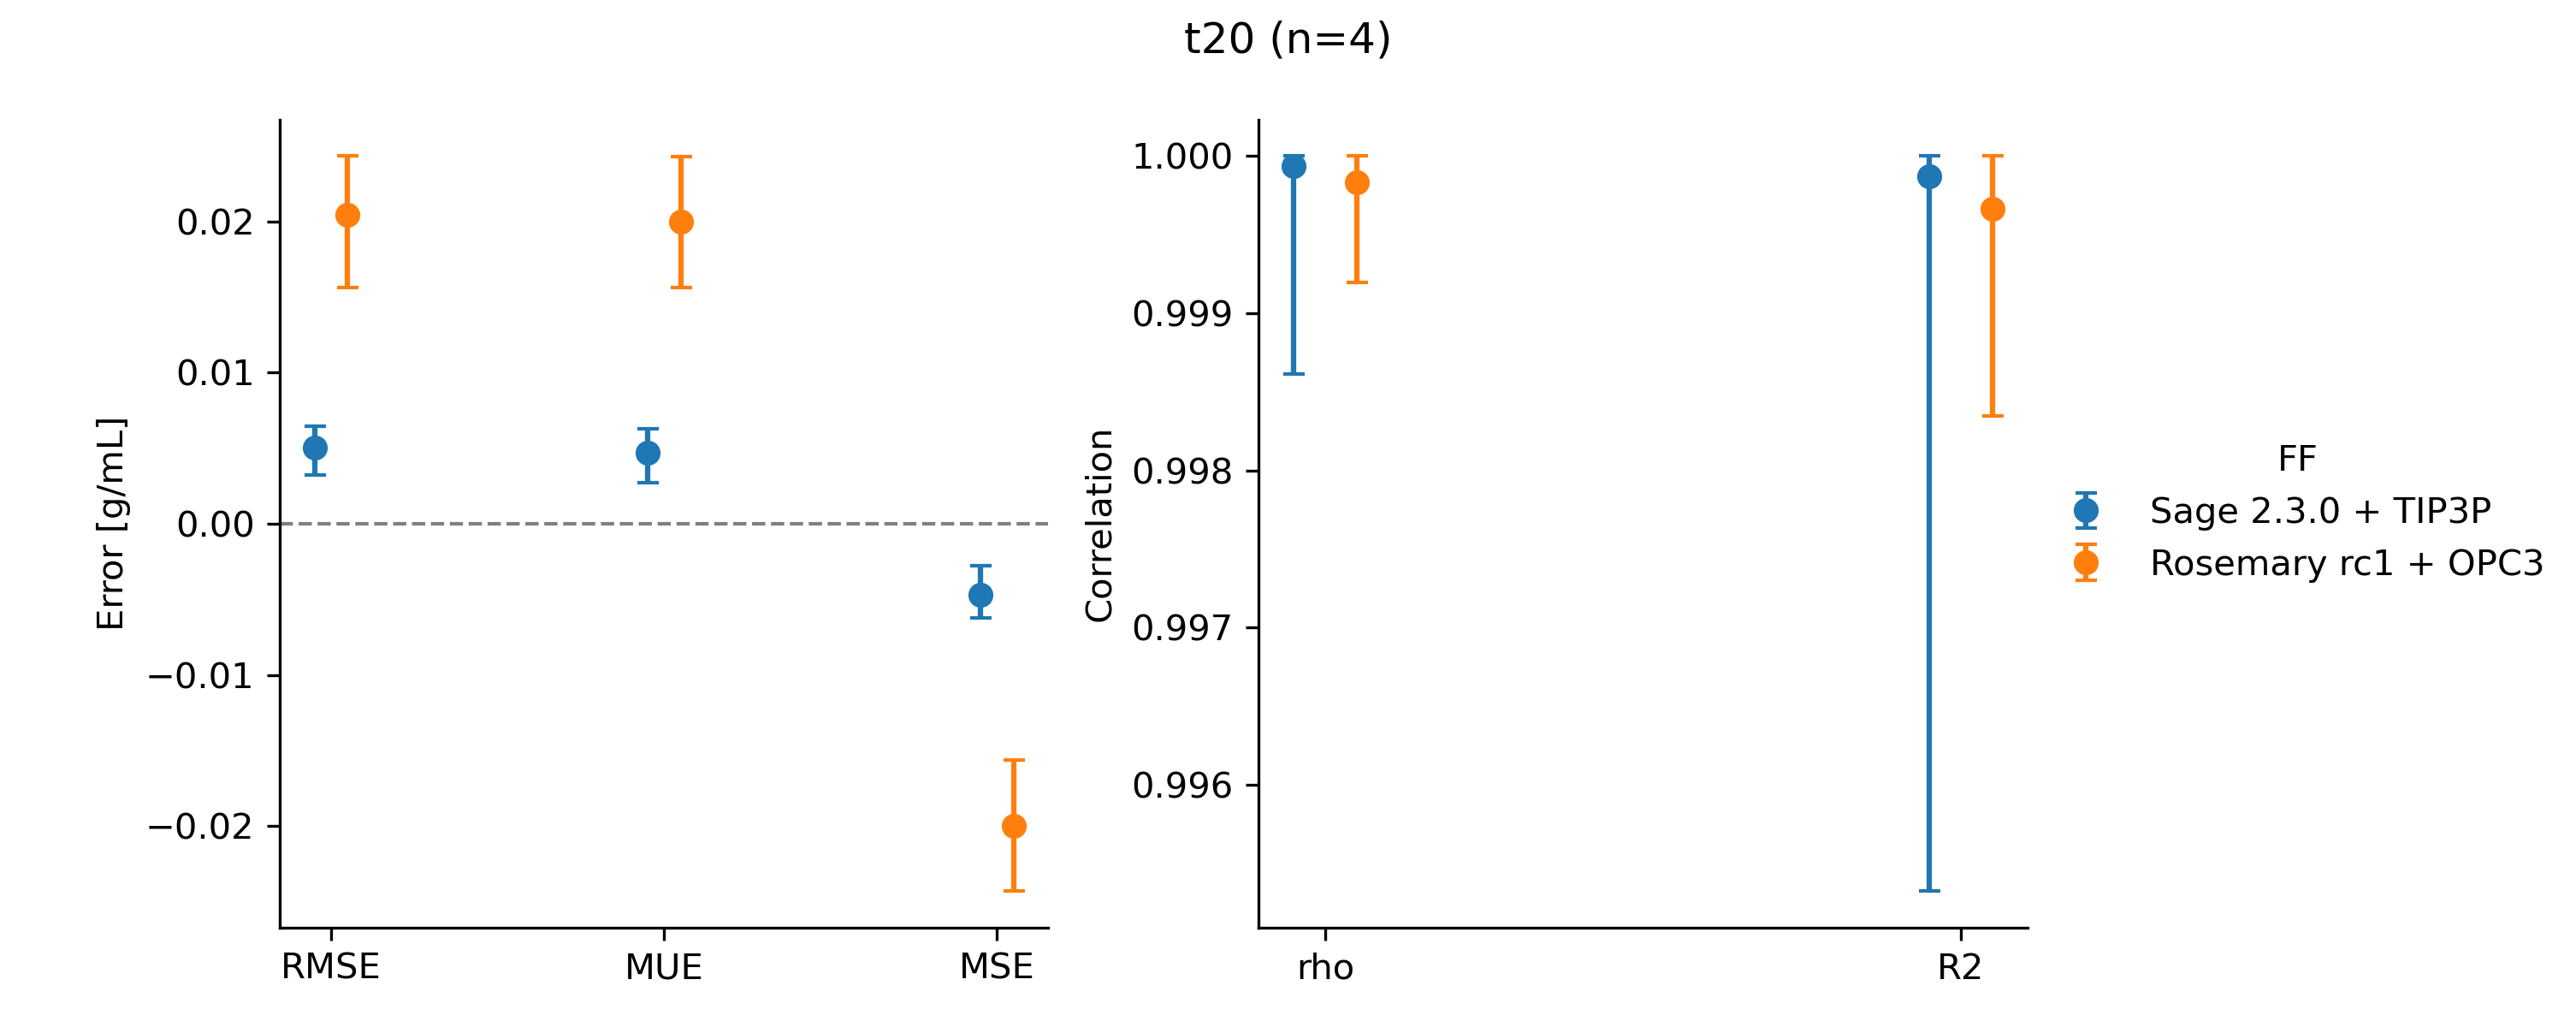 t20 (n=4)
Error [g/mL]
0.02
0.01
0.00
−0.01
−0.02
RMSE
MUE
MSE
Correlation
1.000
0.999
0.998
0.997
0.996
rho
R2
FF
Sage 2.3.0 + TIP3P
Rosemary rc1 + OPC3